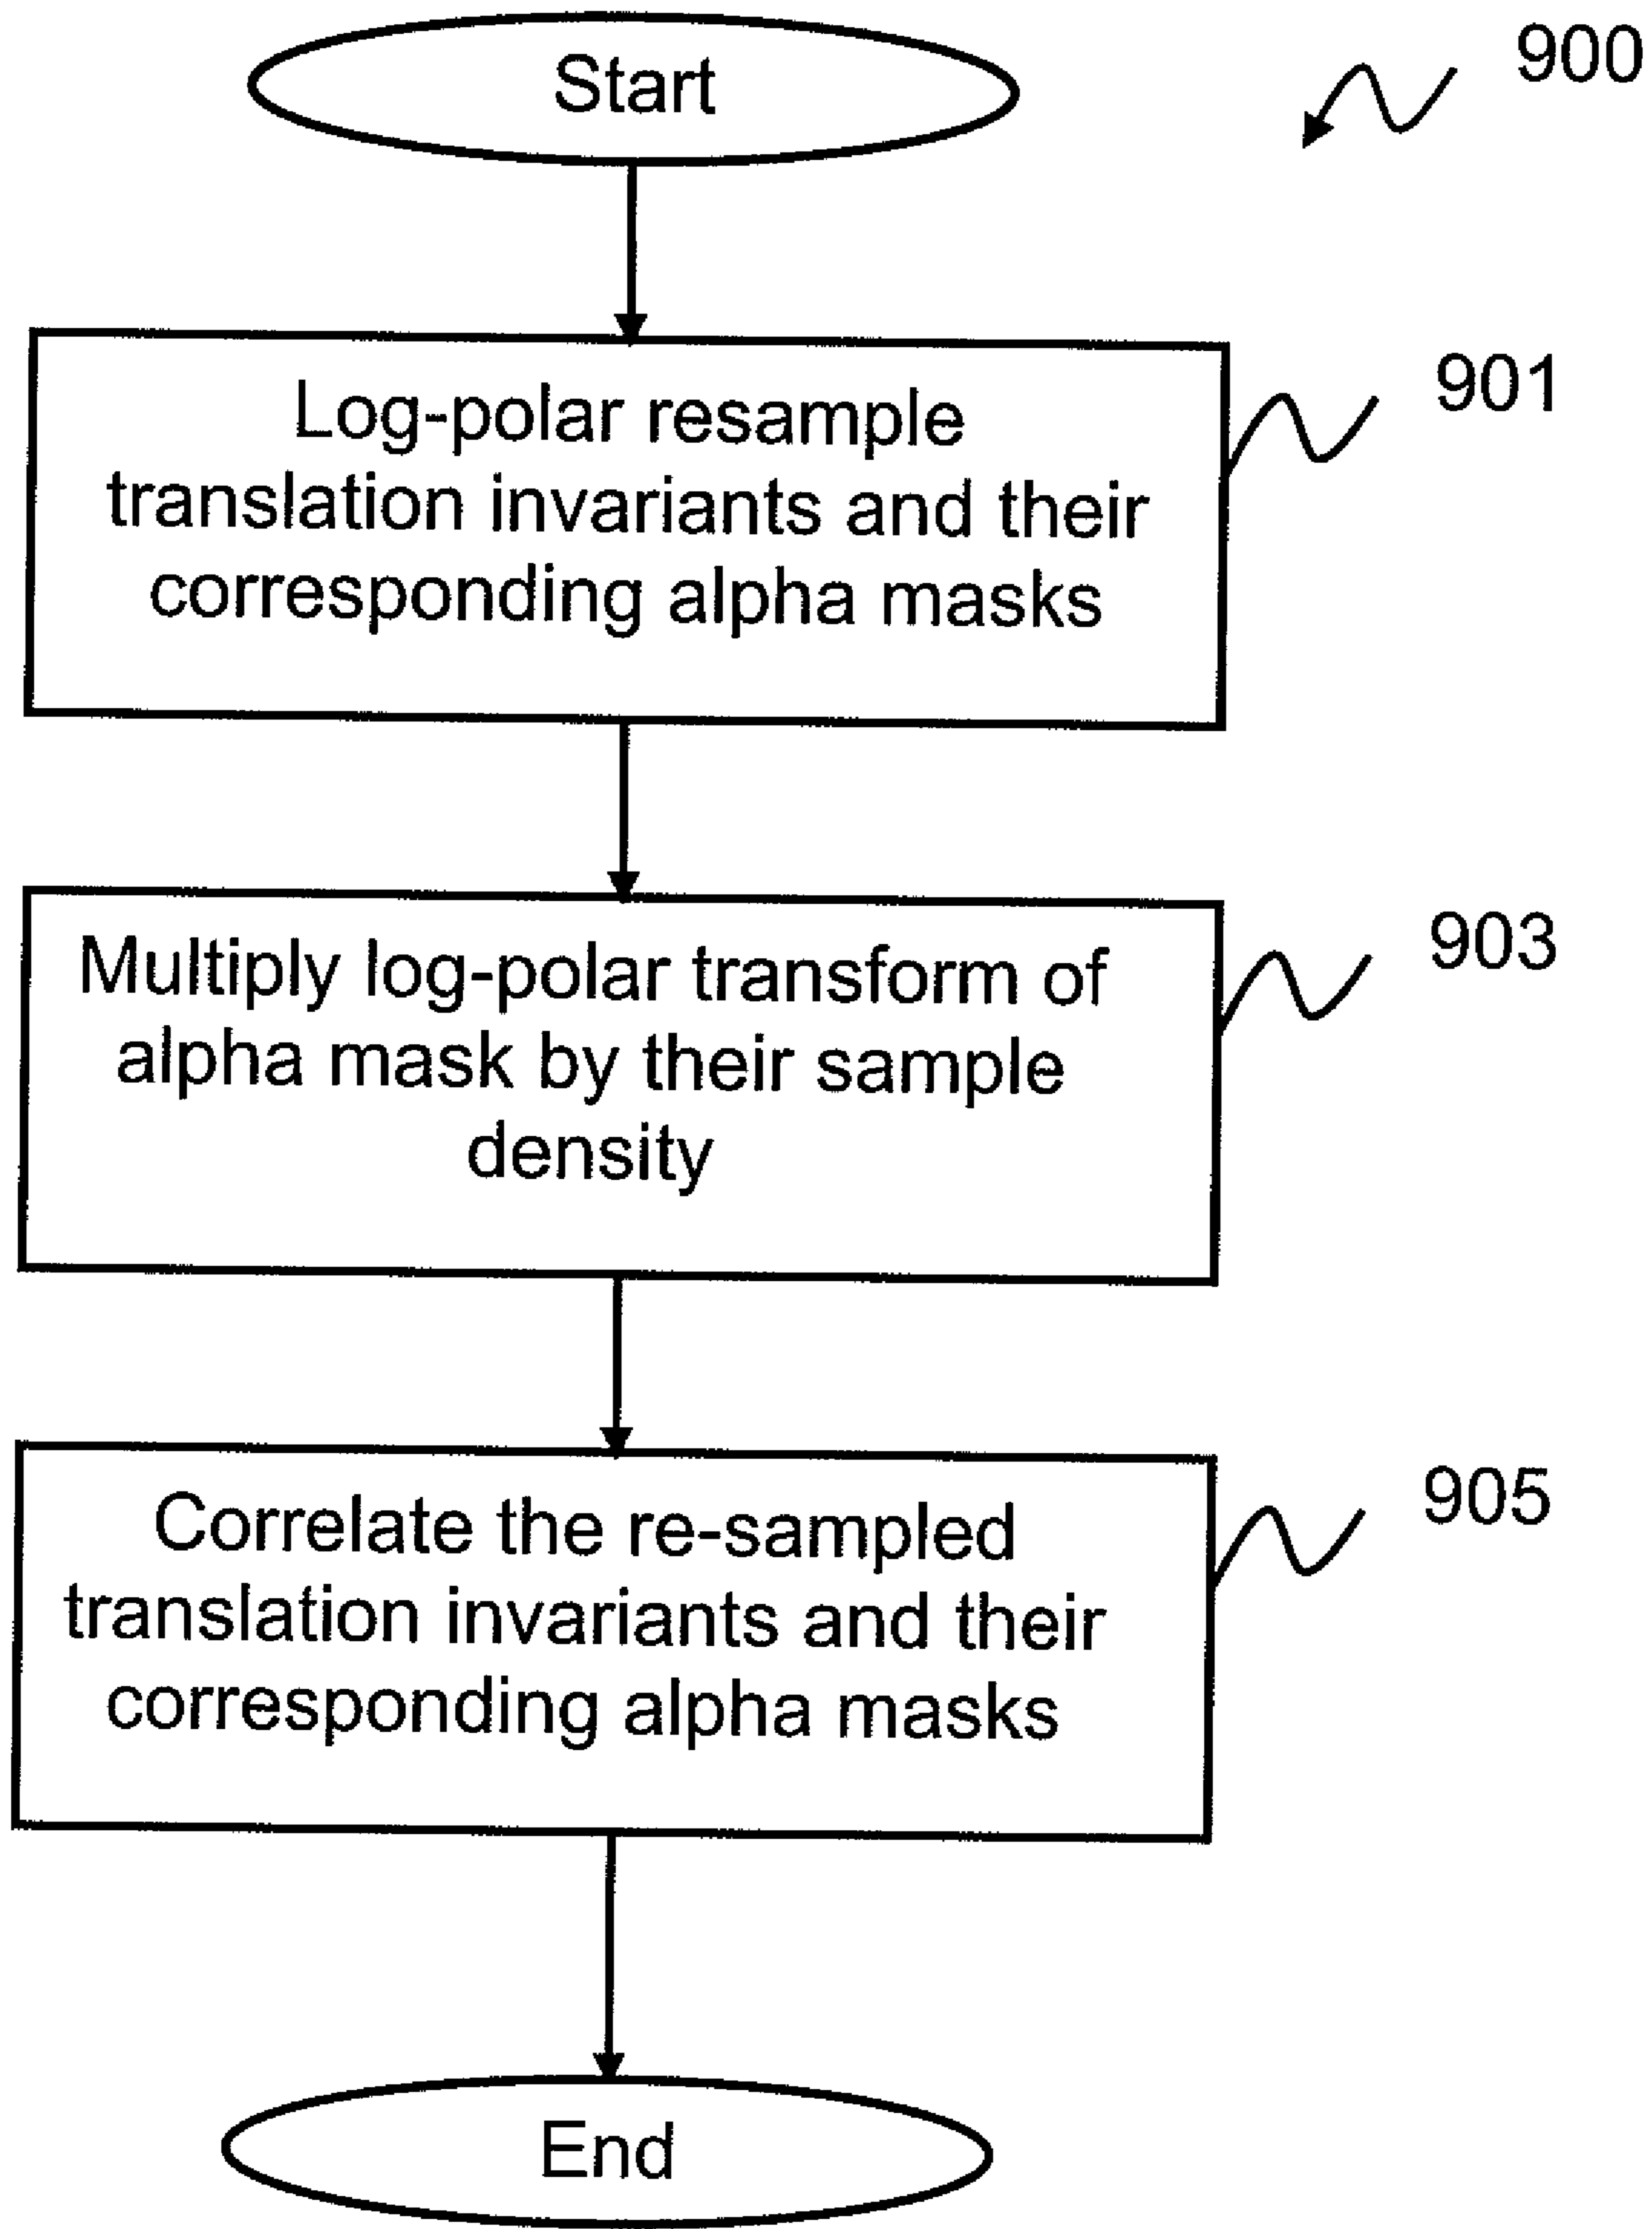 Start
900
Log-polar resample
translation invariants and their
corresponding alpha masks
901
Multiply log-polar transform of
alpha mask by their sample
density
903
Correlate the re-sampled
translation invariants and their
corresponding alpha masks
905
End